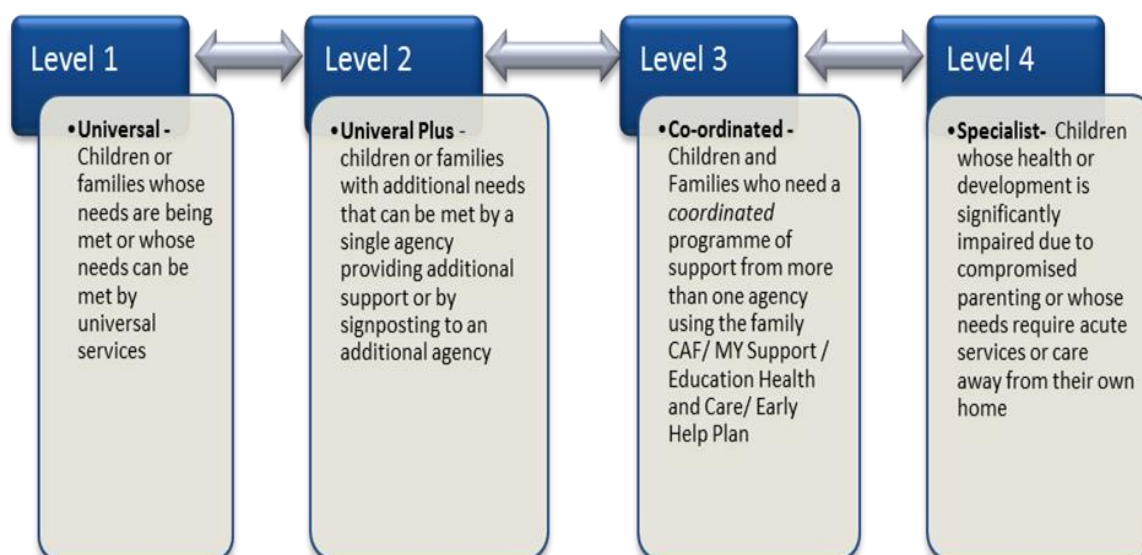 Level 1
•Universal -
Children or
families whose
needs are being
met or whose
needs can be
met by
universal
services
Level 2
•Univeral Plus -
children or families
with additional needs
that can be met by a
single agency
providing additional
support or by
signposting to an
additional agency
Level 3
•Co-ordinated -
Children and
Families who need a
coordinated
programme of
support from more
than one agency
using the family
CAF/ MY Support /
Education Health
and Care/ Early
Help Plan
Level 4
•Specialist- Children
whose health or
development is
significantly
impaired due to
compromised
parenting or whose
needs require acute
services or care
away from their own
home